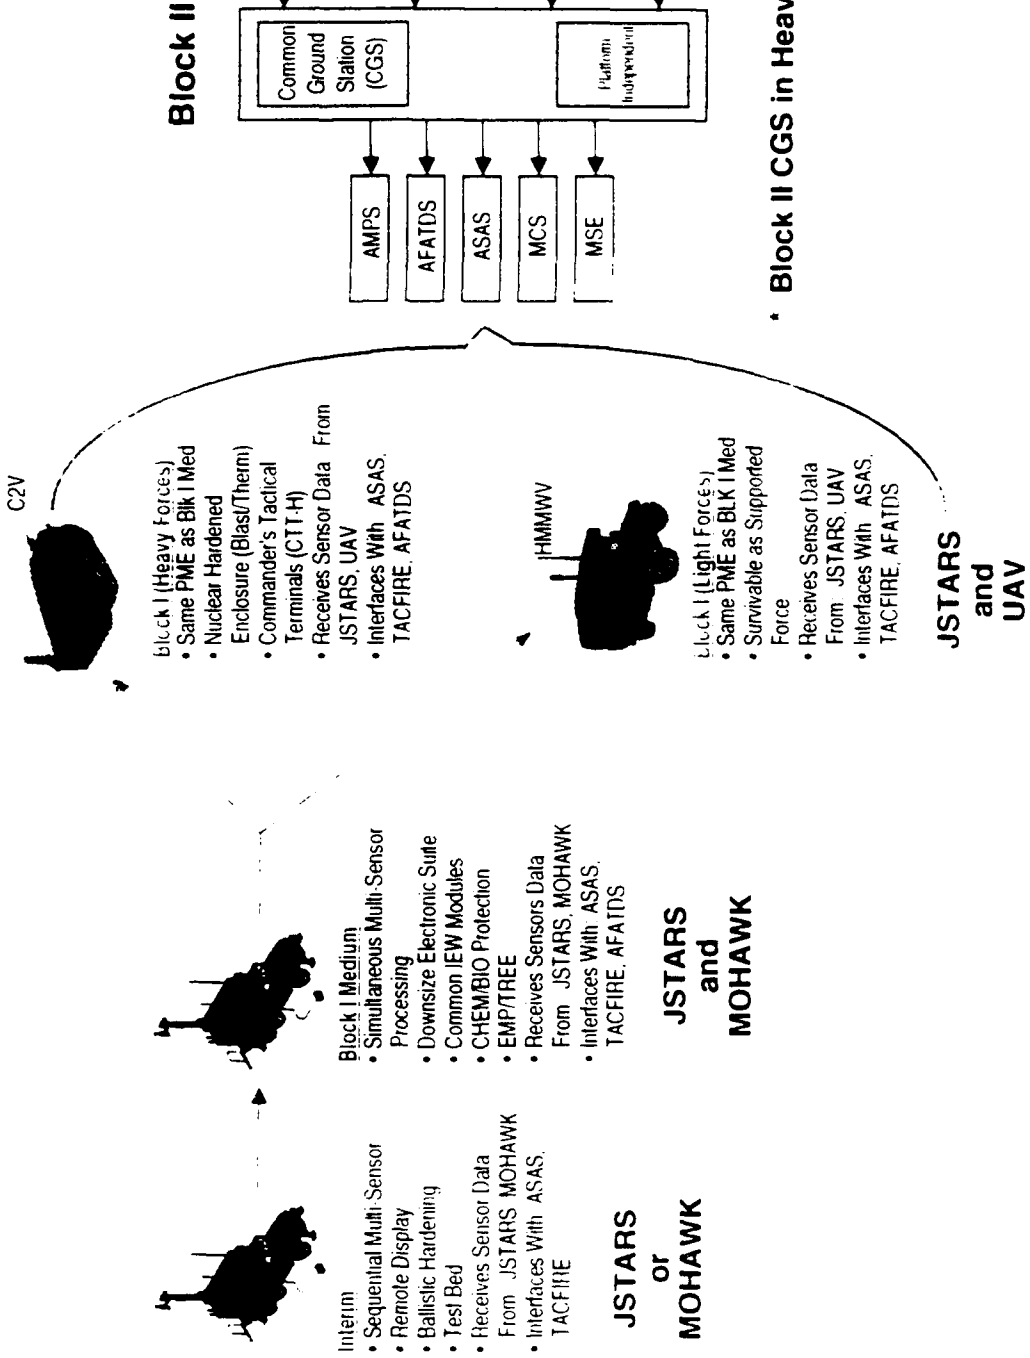 Interim
• Sequential Multi-Sensor
• Remote Display
• Ballistic Hardening
• Test Bed
• Receives Sensor Data
From JSTARS MOHAWK
• Interfaces With ASAS,
TACFIRE
JSTARS
or
MOHAWK
Block I Medium
• Simultaneous Multi-Sensor
Processing
• Downsize Electronic Suite
• Common IEW Modules
• CHEM/BIO Protection
• EMP/TREE
• Receives Sensors Data
From JSTARS, MOHAWK
• Interfaces With ASAS,
TACFIRE, AFATDS
JSTARS
and
MOHAWK
C2V
Block I (Heavy Forces)
• Same PME as Blk I Med
• Nuclear Hardened
Enclosure (Blast/Therm)
• Commander's Tactical
Terminals (CTT-H)
• Receives Sensor Data From
JSTARS, UAV
• Interfaces With ASAS,
TACFIRE, AFATDS
HMMWV
Block I (Light Forces)
• Same PME as BLK I Med
• Survivable as Supported
Force
• Receives Sensor Data
From JSTARS, UAV
• Interfaces With ASAS,
TACFIRE, AFATDS
JSTARS
and
UAV
Block II
Common
Ground
Station
(CGS)
Platform
Independent
AMPS
AFATDS
ASAS
MCS
MSE
* Block II CGS in Heav